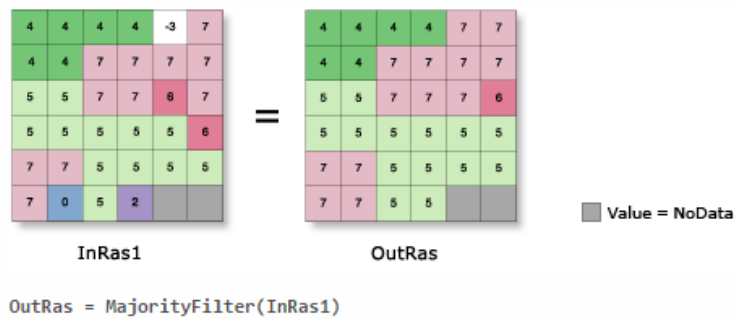 4 4 4 4 -3 7 4 4 4 4 7 7
4 4 7 7 7 7 4 4 7 7 7 7
5 5 7 7 6 7 = 5 5 7 7 7 6
5 5 5 5 5 6 5 5 5 5 5 5
7 7 5 5 5 5 7 7 5 5 5 5
7 0 5 2 7 7 5 5 Value = NoData
InRas1 OutRas
OutRas = MajorityFilter(InRas1)